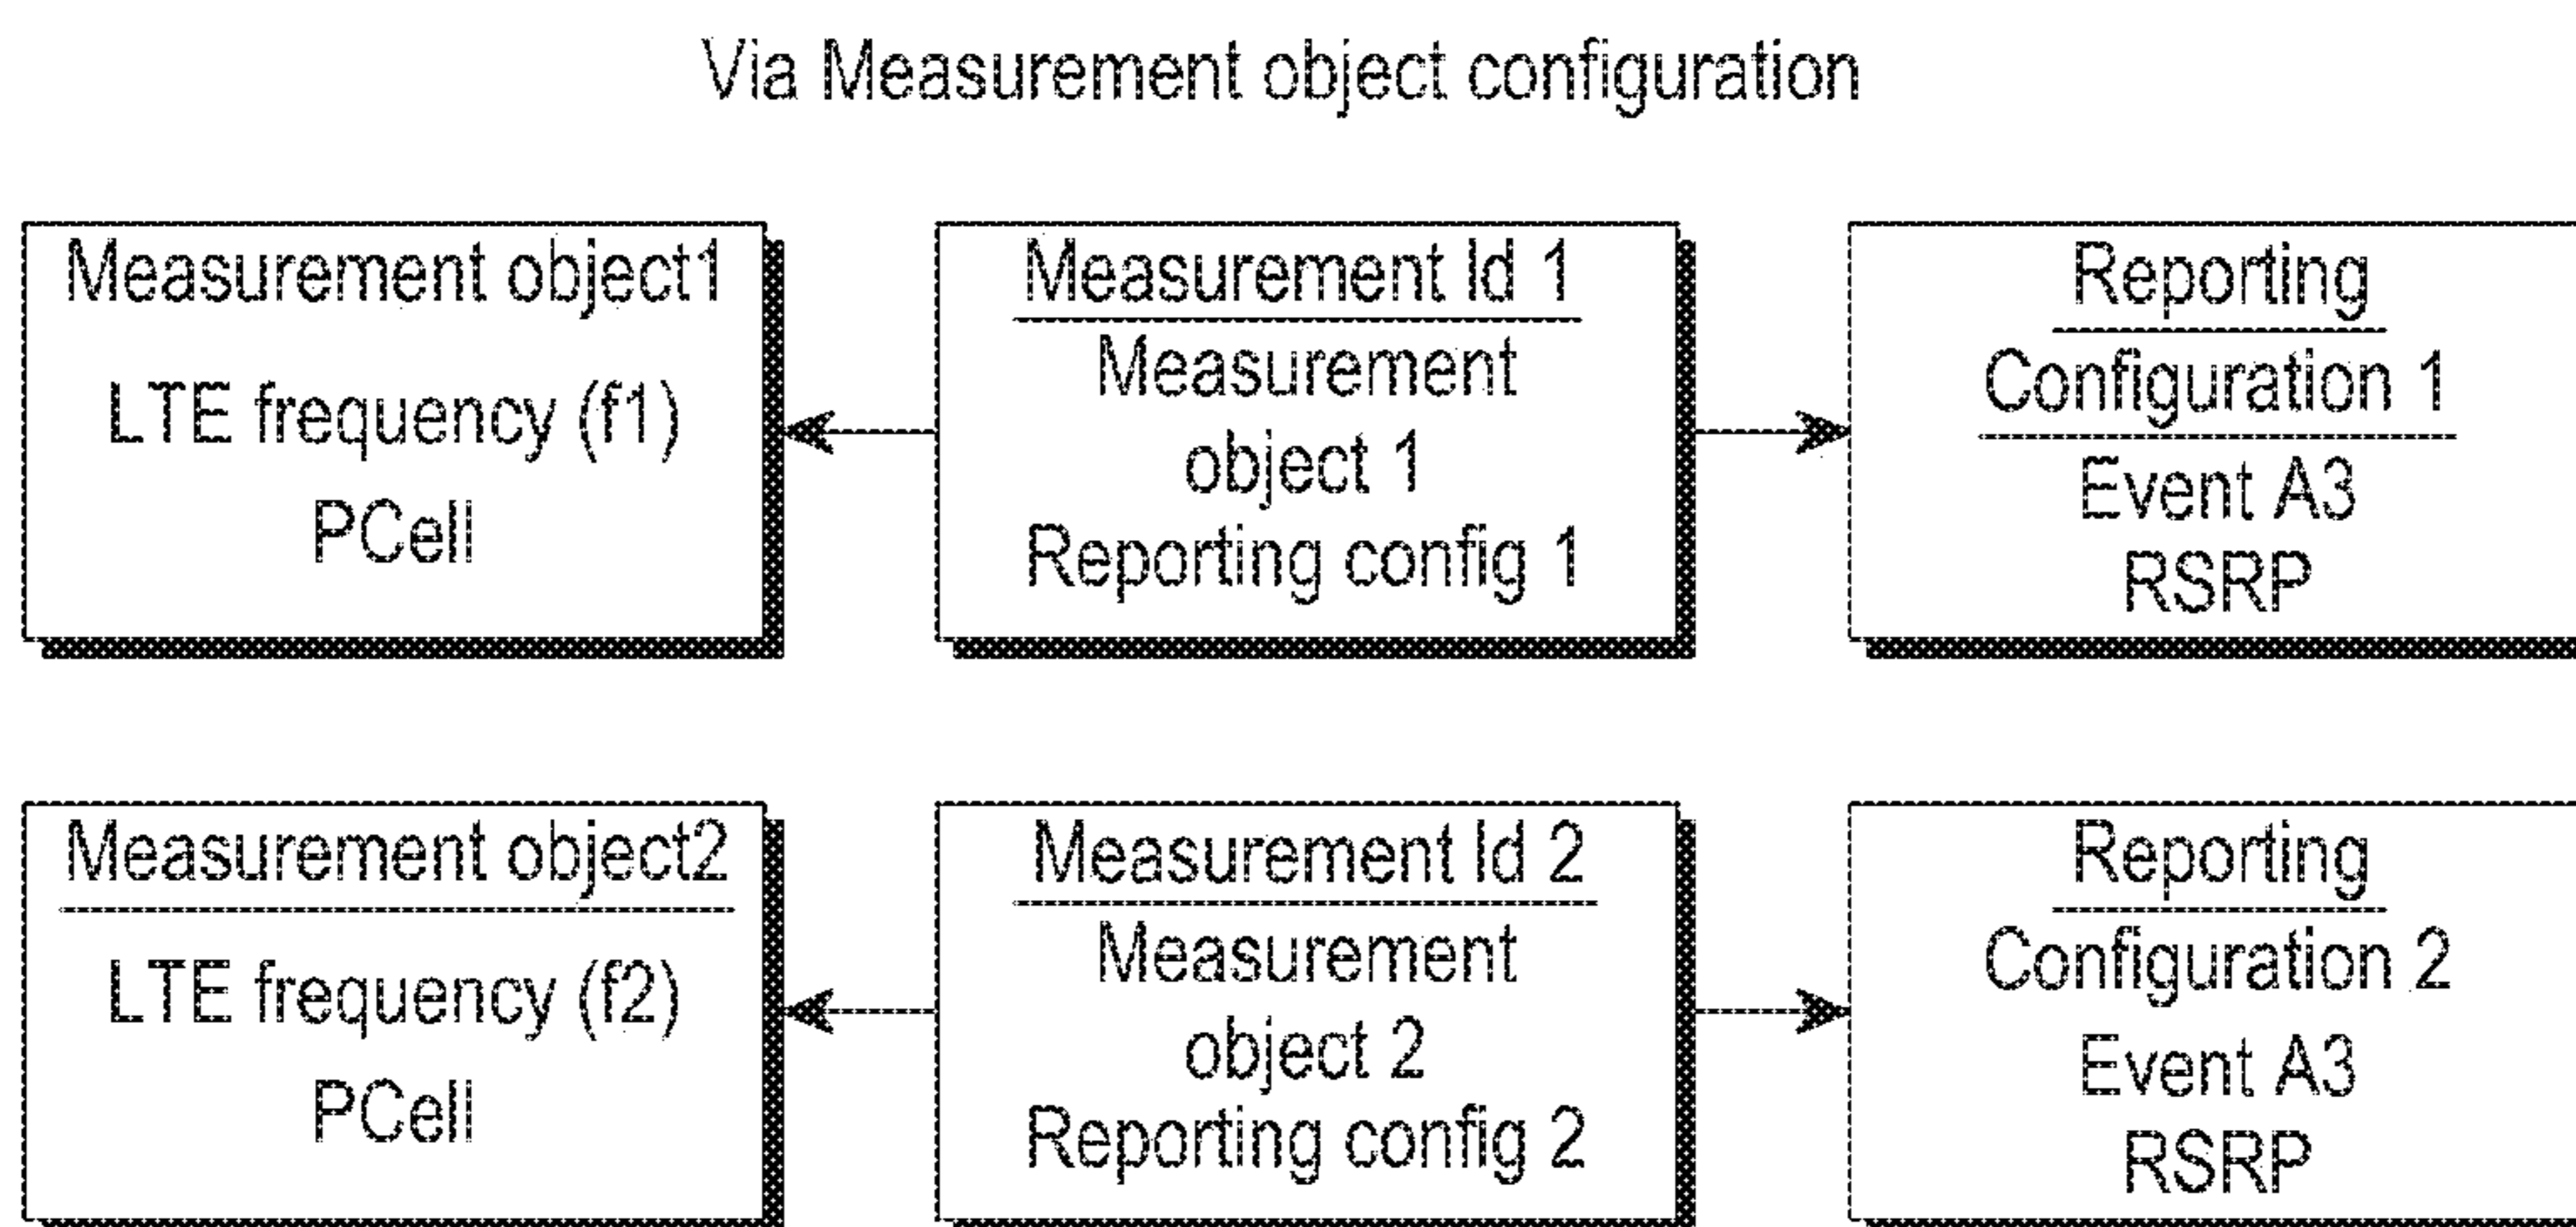 Via Measurement object configuration
Measurement object1
LTE frequency (f1)
PCell
Measurement Id 1
Measurement
object 1
Reporting config 1
Reporting
Configuration 1
Event A3
RSRP
Measurement object2
LTE frequency (f2)
PCell
Measurement Id 2
Measurement
object 2
Reporting config 2
Reporting
Configuration 2
Event A3
RSRP